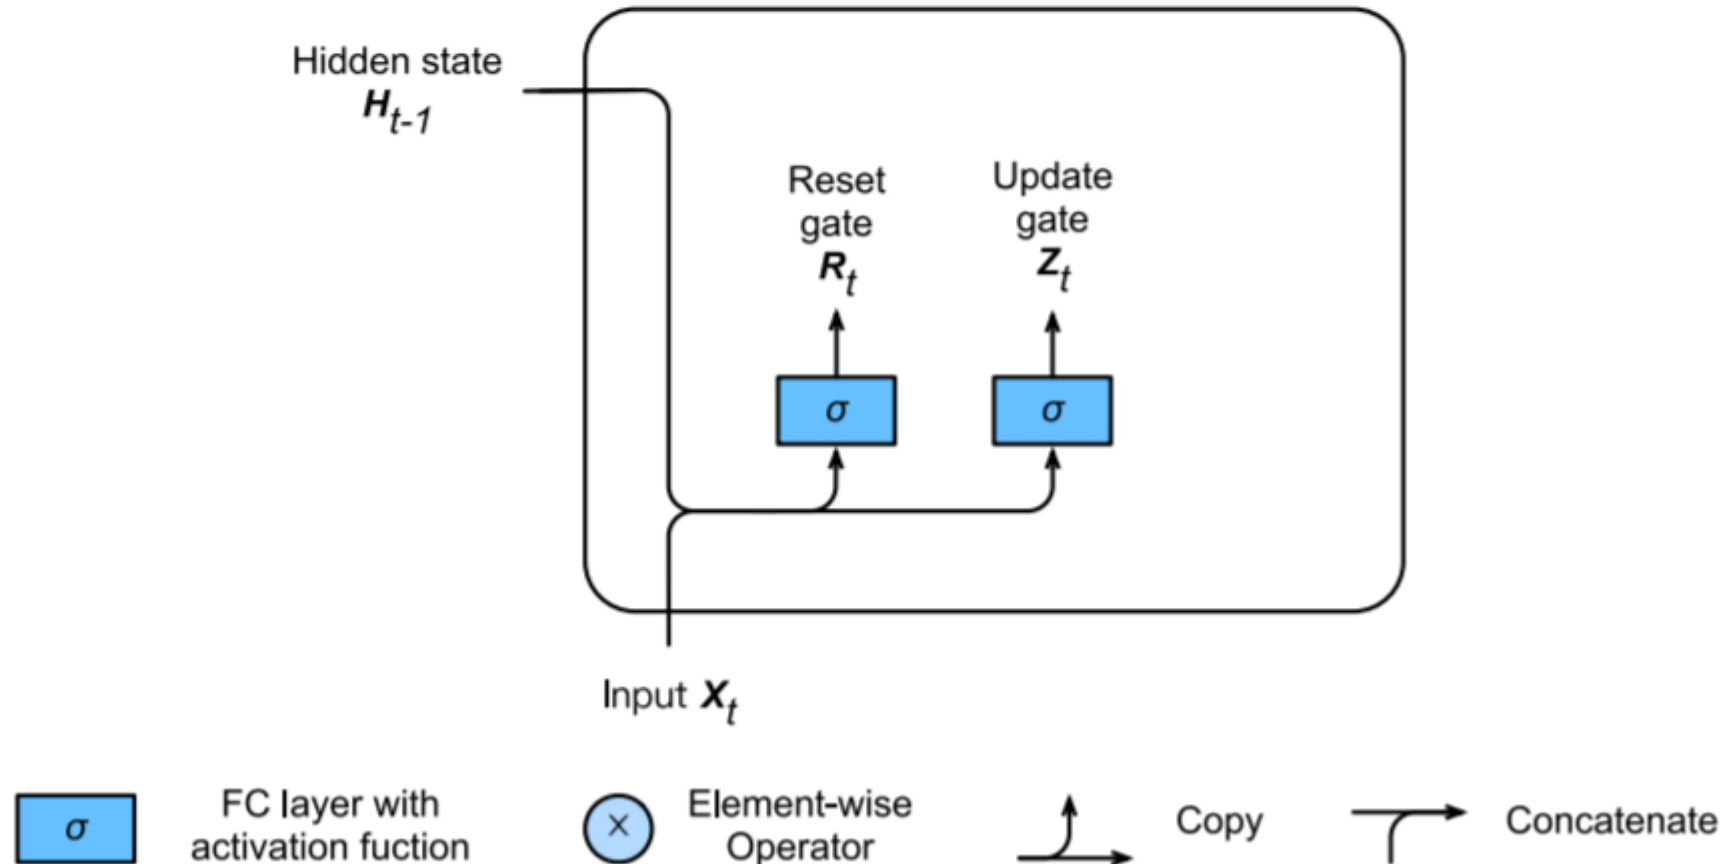 Hidden state
H_{t-1}
Reset
gate
R_t
Update
gate
Z_t
σ
σ
Input X_t
σ
FC layer with
activation fuction
×
Element-wise
Operator
Copy
Concatenate